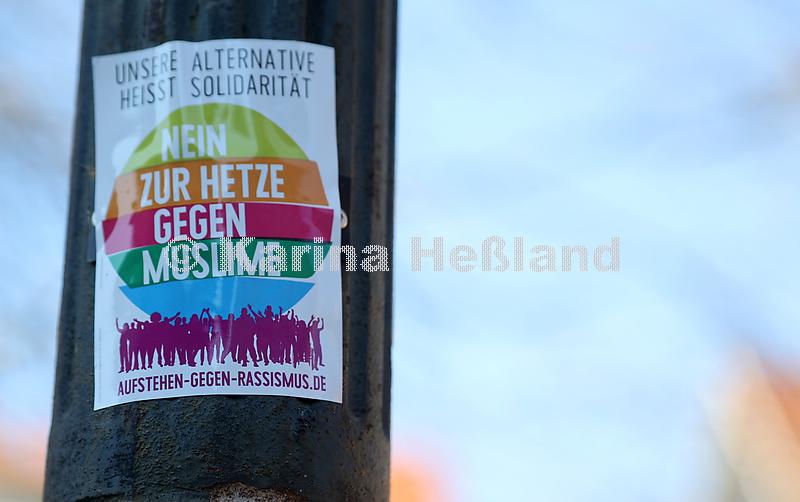 UNSERE ALTERNATIVE
HEISST SOLIDARITÄT
NEIN
ZUR HETZE
GEGEN
MUSLIME
© Karina Heßland
AUFSTEHEN-GEGEN-RASSISMUS.DE